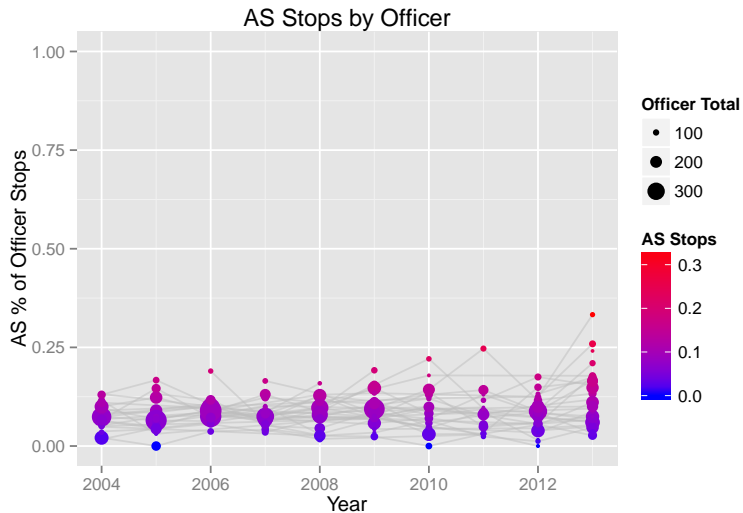 AS Stops by Officer
AS % of Officer Stops
1.00
0.75
0.50
0.25
0.00
2004 2006 2008 2010 2012
Year
Officer Total
100
200
300
AS Stops
0.3
0.2
0.1
0.0